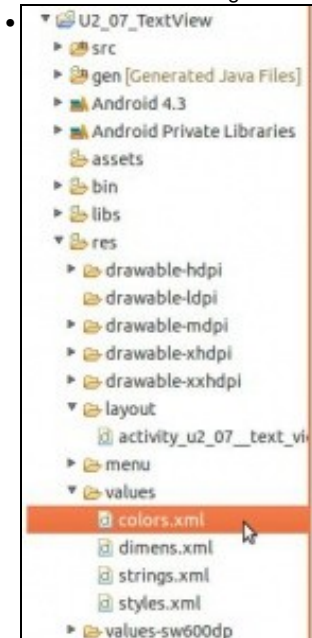 U2_07_TextView
src
gen [Generated Java Files]
Android 4.3
Android Private Libraries
assets
bin
libs
res
drawable-hdpi
drawable-ldpi
drawable-mdpi
drawable-xhdpi
drawable-xxhdpi
layout
activity_u2_07__text_vi
menu
values
colors.xml
dimens.xml
strings.xml
styles.xml
values-sw600dp